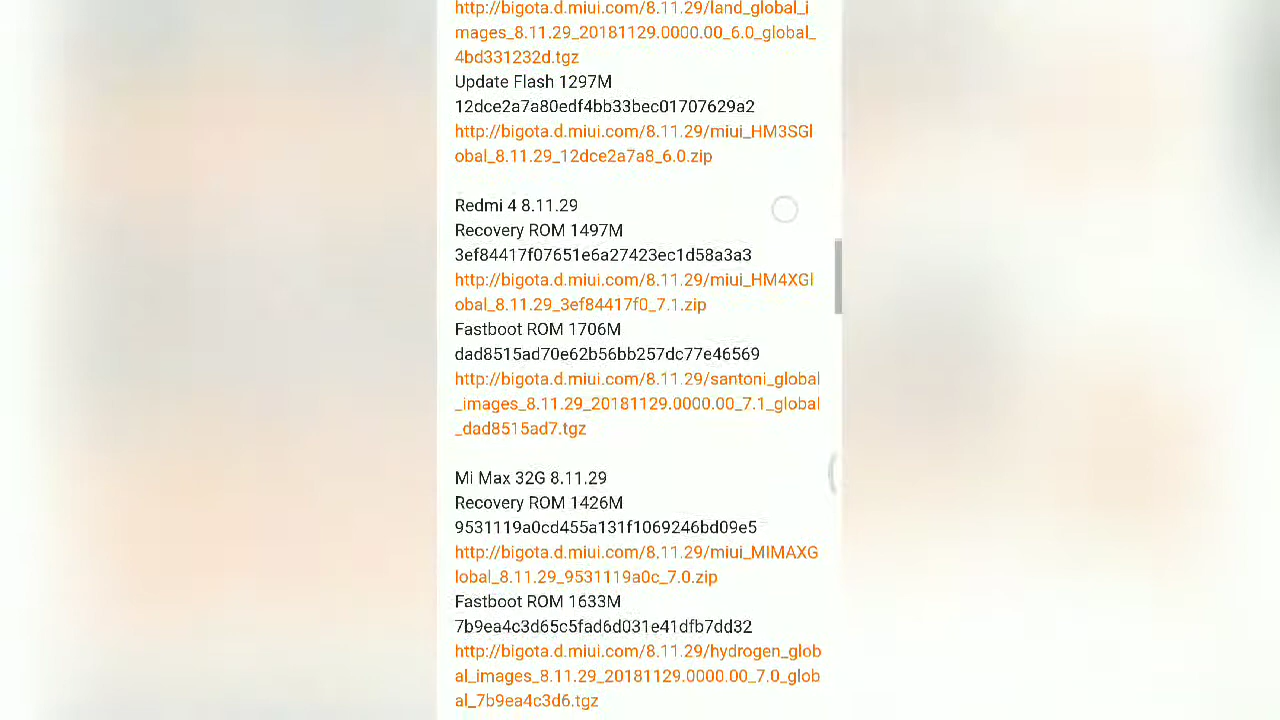 http://bigota.d.miui.com/8.11.29/land_global_i
mages_8.11.29_20181129.0000.00_6.0_global_
4bd331232d.tgz
Update Flash 1297M
12dce2a7a80edf4bb33bec01707629a2
http://bigota.d.miui.com/8.11.29/miui_HM3SGl
obal_8.11.29_12dce2a7a8_6.0.zip
Redmi 4 8.11.29
Recovery ROM 1497M
3ef84417f07651e6a27423ec1d58a3a3
http://bigota.d.miui.com/8.11.29/miui_HM4XGl
obal_8.11.29_3ef84417f0_7.1.zip
Fastboot ROM 1706M
dad8515ad70e62b56bb257dc77e46569
http://bigota.d.miui.com/8.11.29/santoni_global
_images_8.11.29_20181129.0000.00_7.1_global
_dad8515ad7.tgz
Mi Max 32G 8.11.29
Recovery ROM 1426M
9531119a0cd455a131f1069246bd09e5
http://bigota.d.miui.com/8.11.29/miui_MIMAXG
lobal_8.11.29_9531119a0c_7.0.zip
Fastboot ROM 1633M
7b9ea4c3d65c5fad6d031e41dfb7dd32
http://bigota.d.miui.com/8.11.29/hydrogen_glob
al_images_8.11.29_20181129.0000.00_7.0_glob
al_7b9ea4c3d6.tgz